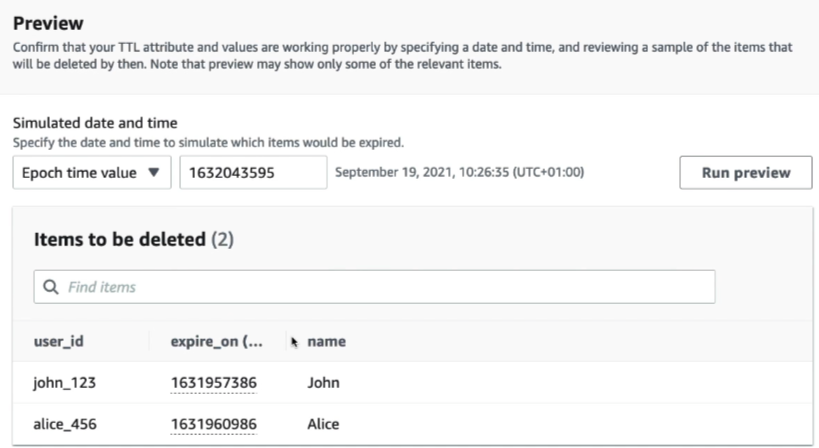 Preview
Confirm that your TTL attribute and values are working properly by specifying a date and time, and reviewing a sample of the items that
will be deleted by then. Note that preview may show only some of the relevant items.
Simulated date and time
Specify the date and time to simulate which items would be expired.
Epoch time value 1632043595 September 19, 2021, 10:26:35 (UTC+01:00) Run preview
Items to be deleted (2)
Find items
user_id expire_on (... name
john_123 1631957386 John
alice_456 1631960986 Alice